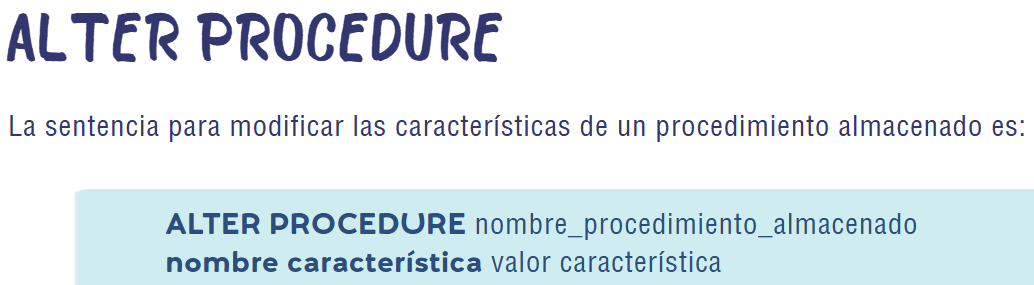 ALTER PROCEDURE
La sentencia para modificar las características de un procedimiento almacenado es:
ALTER PROCEDURE nombre_procedimiento_almacenado
nombre característica valor característica